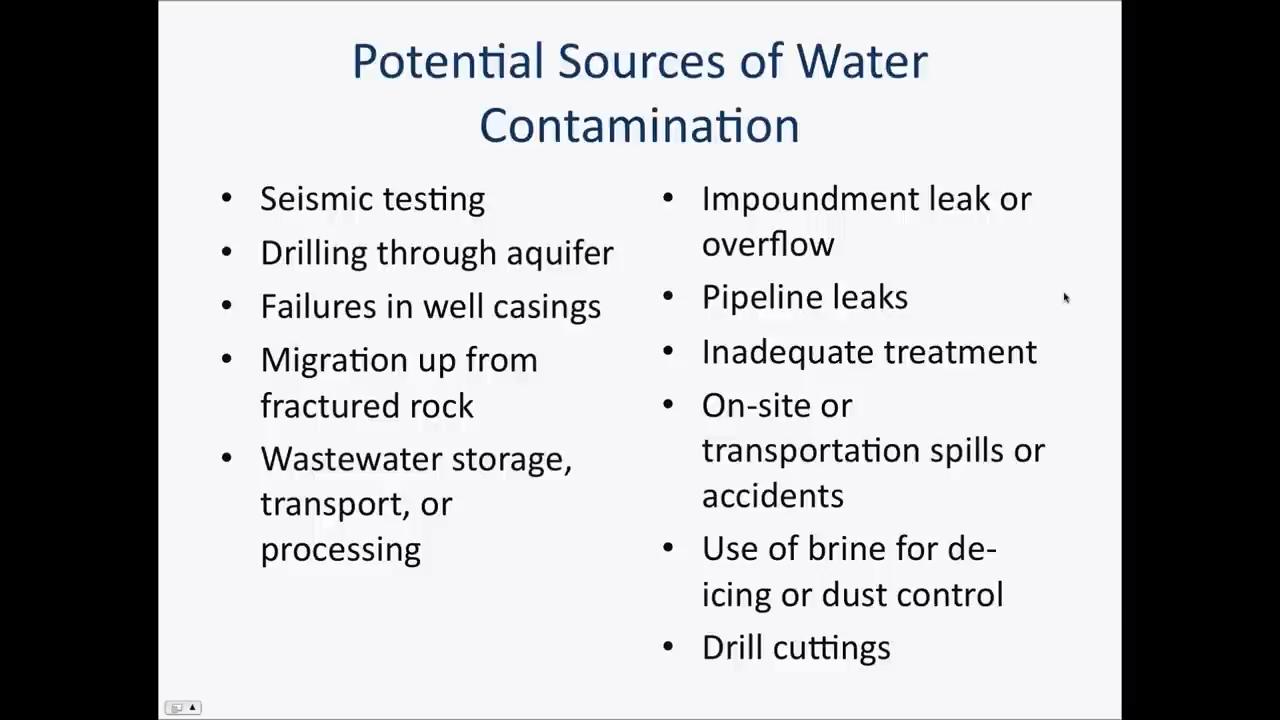 Potential Sources of Water
Contamination
• Seismic testing
• Drilling through aquifer
• Failures in well casings
• Migration up from
fractured rock
• Wastewater storage,
transport, or
processing
• Impoundment leak or
overflow
• Pipeline leaks
• Inadequate treatment
• On-site or
transportation spills or
accidents
• Use of brine for de-
icing or dust control
• Drill cuttings